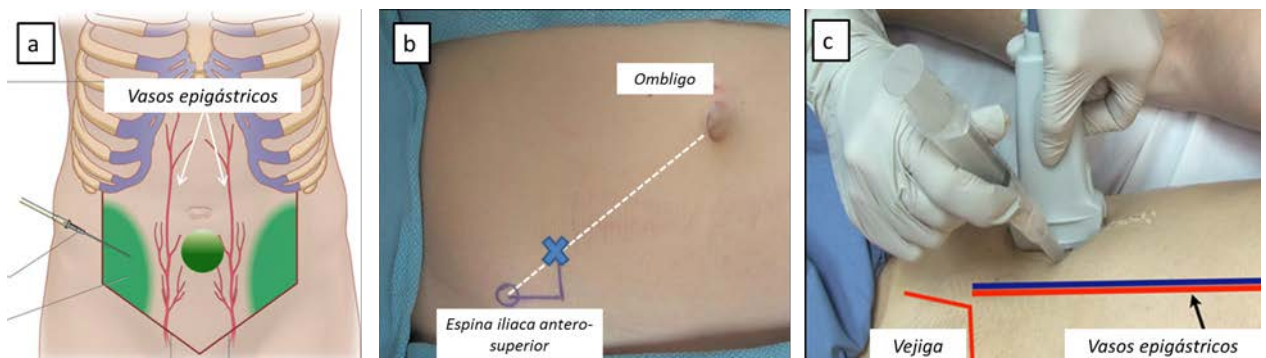 a
Vasos epigástricos
b
Ombligo
Espina iliaca antero-
superior
c
Vejiga
Vasos epigástricos